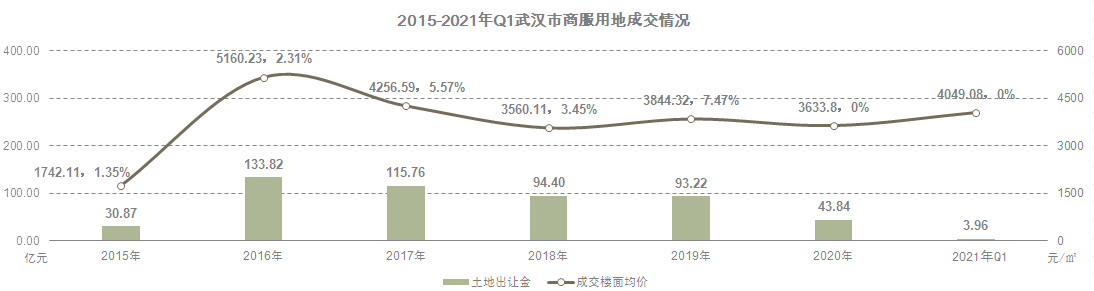 2015-2021年Q1武汉市商服用地成交情况
400.00
300.00
200.00
100.00
0.00
亿元
6000
4500
3000
1500
0
元/㎡
1742.11，1.35%
5160.23，2.31%
4256.59，5.57%
3560.11，3.45%
3844.32，7.47%
3633.8，0%
4049.08，0%
30.87
133.82
115.76
94.40
93.22
43.84
3.96
2015年
2016年
2017年
2018年
2019年
2020年
2021年Q1
土地出让金
成交楼面均价